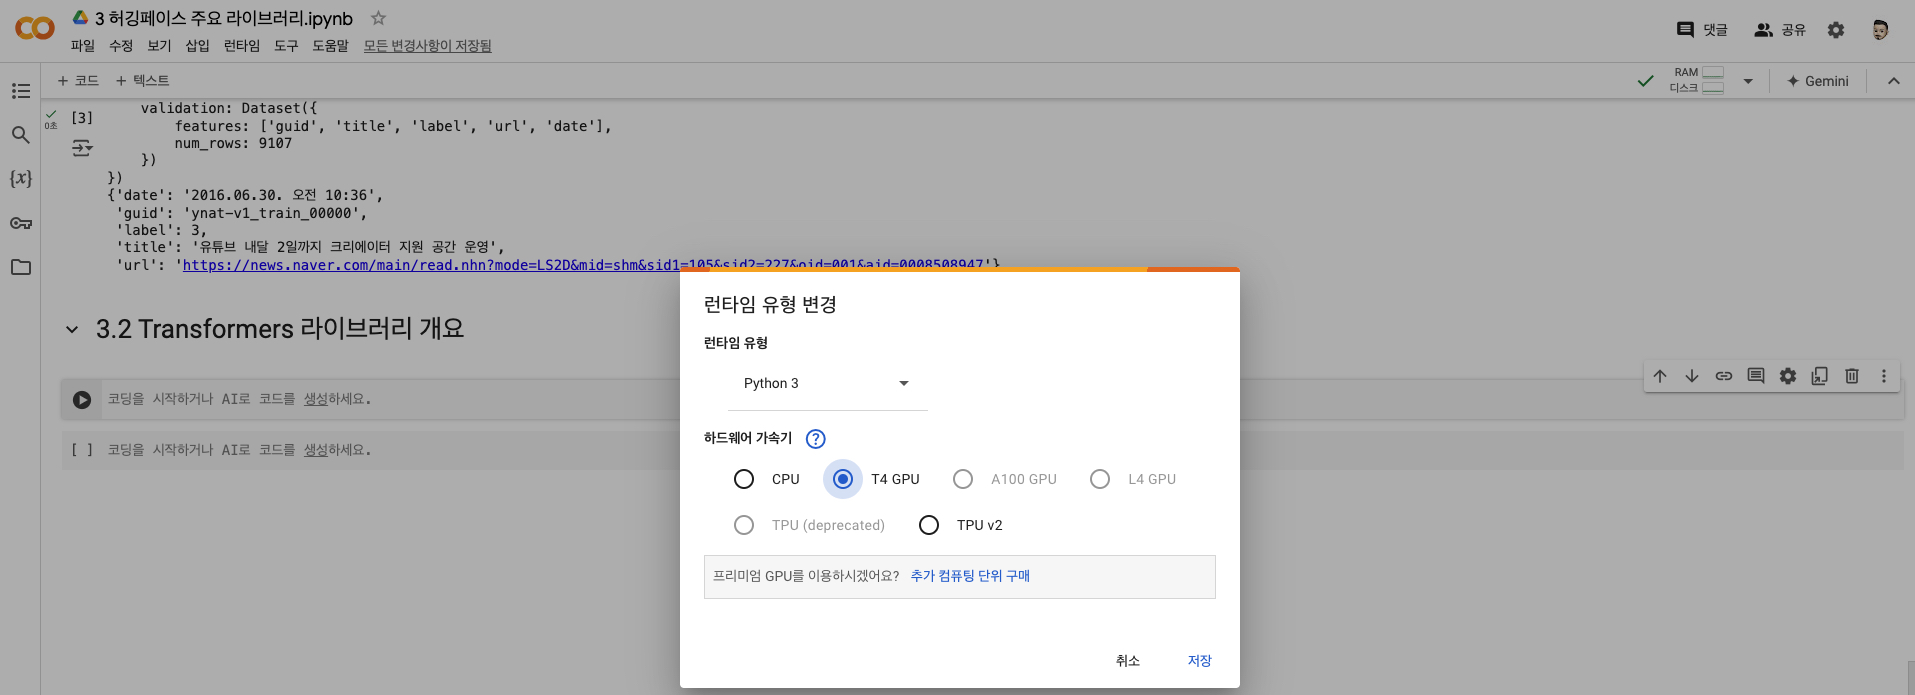 3 허깅페이스 주요 라이브러리.ipynb
파일 수정 보기 삽입 런타임 도구 도움말 모든 변경사항이 저장됨
댓글 공유
+ 코드 + 텍스트
RAM
디스크
Gemini
{x}
[3]
0초
validation: Dataset({
features: ['guid', 'title', 'label', 'url', 'date'],
num_rows: 9107
})
})
{'date': '2016.06.30. 오전 10:36',
'guid': 'ynat-v1_train_00000',
'label': 3,
'title': '유튜브 내달 2일까지 크리에이터 지원 공간 운영',
'url': 'https://news.naver.com/main/read.nhn?mode=LS2D&mid=shm&sid1=105&sid2=227&oid=001&aid=0008508947'}
3.2 Transformers 라이브러리 개요
코딩을 시작하거나 AI로 코드를 생성하세요.
[ ] 코딩을 시작하거나 AI로 코드를 생성하세요.
런타임 유형 변경
런타임 유형
Python 3
하드웨어 가속기 ?
CPU T4 GPU A100 GPU L4 GPU
TPU (deprecated) TPU v2
프리미엄 GPU를 이용하시겠어요? 추가 컴퓨팅 단위 구매
취소 저장